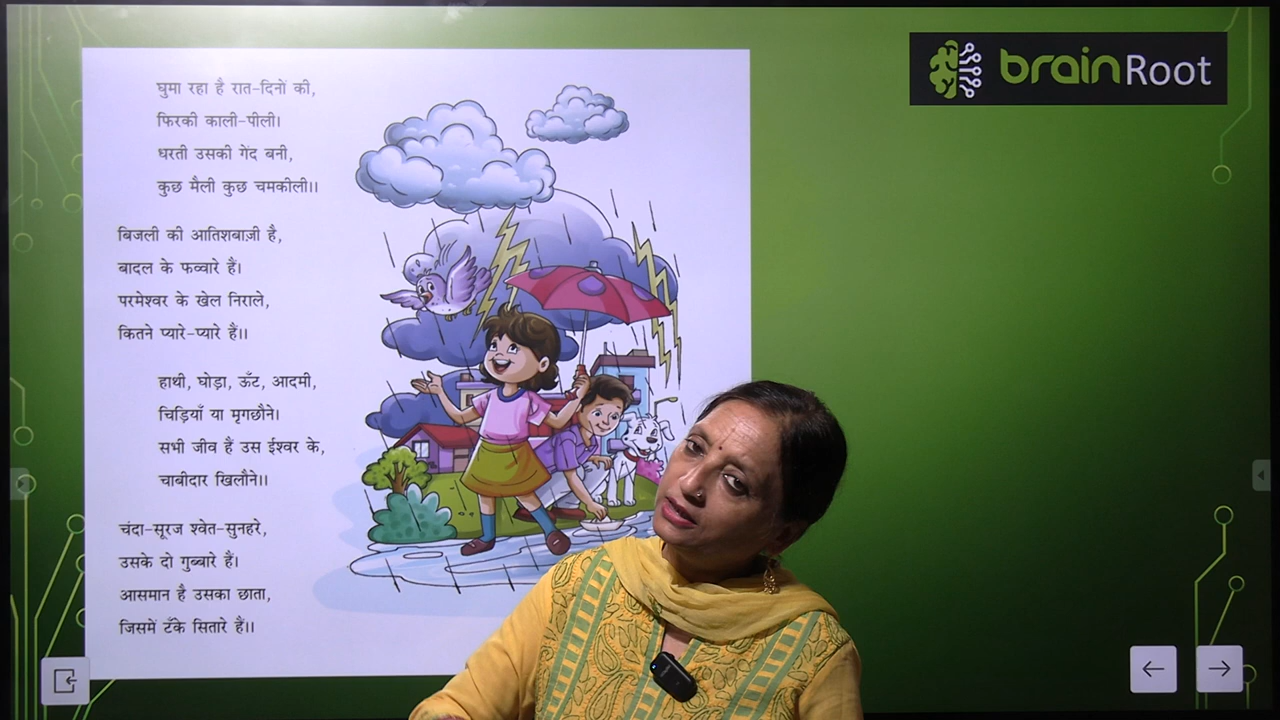 घुमा रहा है रात-दिनों की,
फिरकी काली-पीली।
धरती उसकी गेंद बनी,
कुछ मैली कुछ चमकीली।।
बिजली की आतिशबाज़ी है,
बादल के फव्वारे हैं।
परमेश्वर के खेल निराले,
कितने प्यारे-प्यारे हैं।।
हाथी, घोड़ा, ऊँट, आदमी,
चिड़ियाँ या मृगछौने।
सभी जीव हैं उस ईश्वर के,
चाबीदार खिलौने।।
चंदा-सूरज श्वेत-सुनहरे,
उसके दो गुब्बारे हैं।
आसमान है उसका छाता,
जिसमें टँके सितारे हैं।।
brainRoot